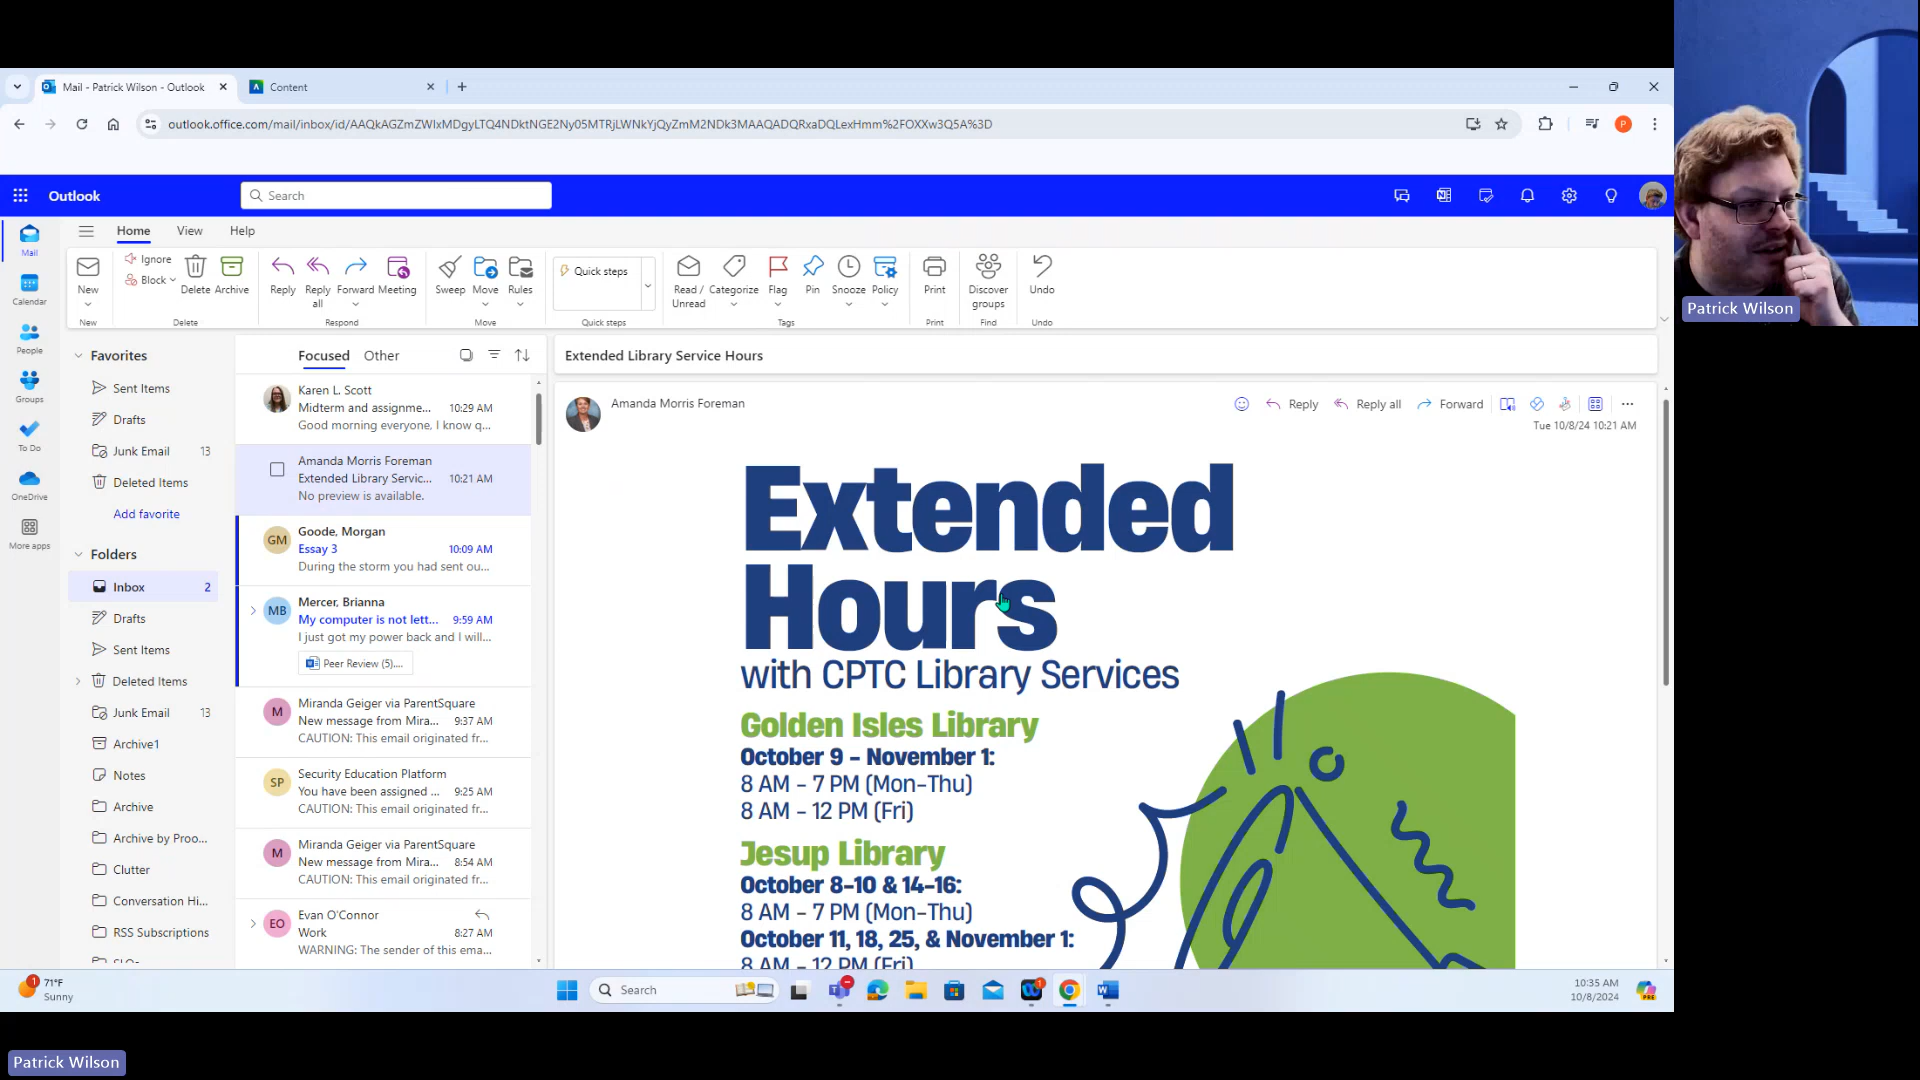 Mail - Patrick Wilson - Outlook
Content
outlook.office.com/mail/inbox/id/AAQkAGZmZWIxMDgyLTQ4NDktNGE2Ny05MTRjLWNkYjQyZmM2NDk3MAAQADQRxaDQLexHmm%2FOXXw3Q5A%3D
P
Outlook
Search
Home
View
Help
Mail
Calendar
People
Groups
To Do
OneDrive
More apps
New
New
Ignore
Block
Delete
Archive
Delete
Reply
Reply all
Forward
Meeting
Respond
Sweep
Move
Rules
Move
Quick steps
Quick steps
Read / Unread
Categorize
Flag
Pin
Snooze
Policy
Tags
Print
Print
Discover groups
Find
Undo
Undo
Favorites
Sent Items
Drafts
Junk Email 13
Deleted Items
Add favorite
Folders
Inbox 2
Drafts
Sent Items
Deleted Items
Junk Email 13
Archive1
Notes
Archive
Archive by Proo...
Clutter
Conversation Hi...
RSS Subscriptions
Focused
Other
Karen L. Scott
Midterm and assignme... 10:29 AM
Good morning everyone, I know q...
Amanda Morris Foreman
Extended Library Servic... 10:21 AM
No preview is available.
GM
Goode, Morgan
Essay 3 10:09 AM
During the storm you had sent ou...
MB
Mercer, Brianna
My computer is not lett... 9:59 AM
I just got my power back and I will...
Peer Review (5)....
M
Miranda Geiger via ParentSquare
New message from Mira... 9:37 AM
CAUTION: This email originated fr...
SP
Security Education Platform
You have been assigned ... 9:25 AM
CAUTION: This email originated fr...
M
Miranda Geiger via ParentSquare
New message from Mira... 8:54 AM
CAUTION: This email originated fr...
EO
Evan O'Connor
Work 8:27 AM
WARNING: The sender of this ema...
Extended Library Service Hours
Amanda Morris Foreman
Reply
Reply all
Forward
Tue 10/8/24 10:21 AM
Extended
Hours
with CPTC Library Services
Golden Isles Library
October 9 – November 1:
8 AM – 7 PM (Mon-Thu)
8 AM – 12 PM (Fri)
Jesup Library
October 8-10 & 14-16:
8 AM – 7 PM (Mon-Thu)
October 11, 18, 25, & November 1:
8 AM – 12 PM (Fri)
1
71°F
Sunny
Search
1
10:35 AM
10/8/2024
PRE
Patrick Wilson
Patrick Wilson